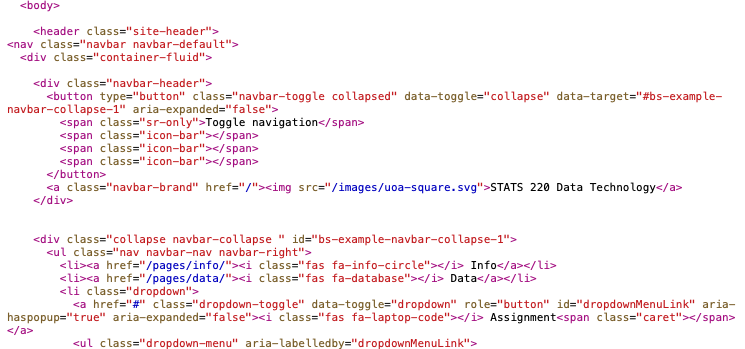 <body>
<header class="site-header">
<nav class="navbar navbar-default">
<div class="container-fluid">
<div class="navbar-header">
<button type="button" class="navbar-toggle collapsed" data-toggle="collapse" data-target="#bs-example-
navbar-collapse-1" aria-expanded="false">
<span class="sr-only">Toggle navigation</span>
<span class="icon-bar"></span>
<span class="icon-bar"></span>
<span class="icon-bar"></span>
</button>
<a class="navbar-brand" href="/"><img src="/images/uoa-square.svg">STATS 220 Data Technology</a>
</div>
<div class="collapse navbar-collapse " id="bs-example-navbar-collapse-1">
<ul class="nav navbar-nav navbar-right">
<li><a href="/pages/info/"><i class="fas fa-info-circle"></i> Info</a></li>
<li><a href="/pages/data/"><i class="fas fa-database"></i> Data</a></li>
<li class="dropdown">
<a href="#" class="dropdown-toggle" data-toggle="dropdown" role="button" id="dropdownMenuLink" aria-
haspopup="true" aria-expanded="false"><i class="fas fa-laptop-code"></i> Assignment<span class="caret"></span>
</a>
<ul class="dropdown-menu" aria-labelledby="dropdownMenuLink">